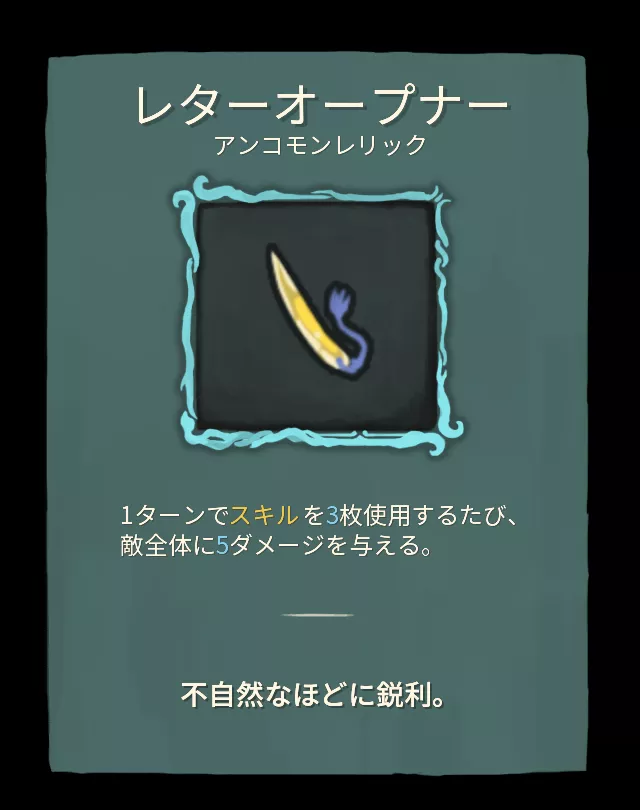 レターオープナー
アンコモンレリック
1ターンでスキルを3枚使用するたび、
敵全体に5ダメージを与える。
不自然なほどに鋭利。